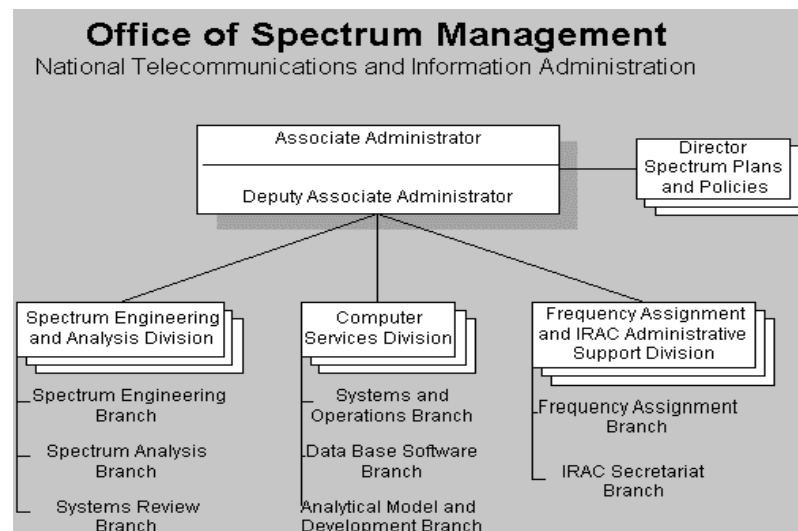 Office of Spectrum Management
National Telecommunications and Information Administration
Associate Administrator
Deputy Associate Administrator
Director
Spectrum Plans
and Policies
Spectrum Engineering
and Analysis Division
Spectrum Engineering
Branch
Spectrum Analysis
Branch
Systems Review
Branch
Computer
Services Division
Systems and
Operations Branch
Data Base Software
Branch
Analytical Model and
Development Branch
Frequency Assignment
and IRAC Administrative
Support Division
Frequency Assignment
Branch
IRAC Secretariat
Branch